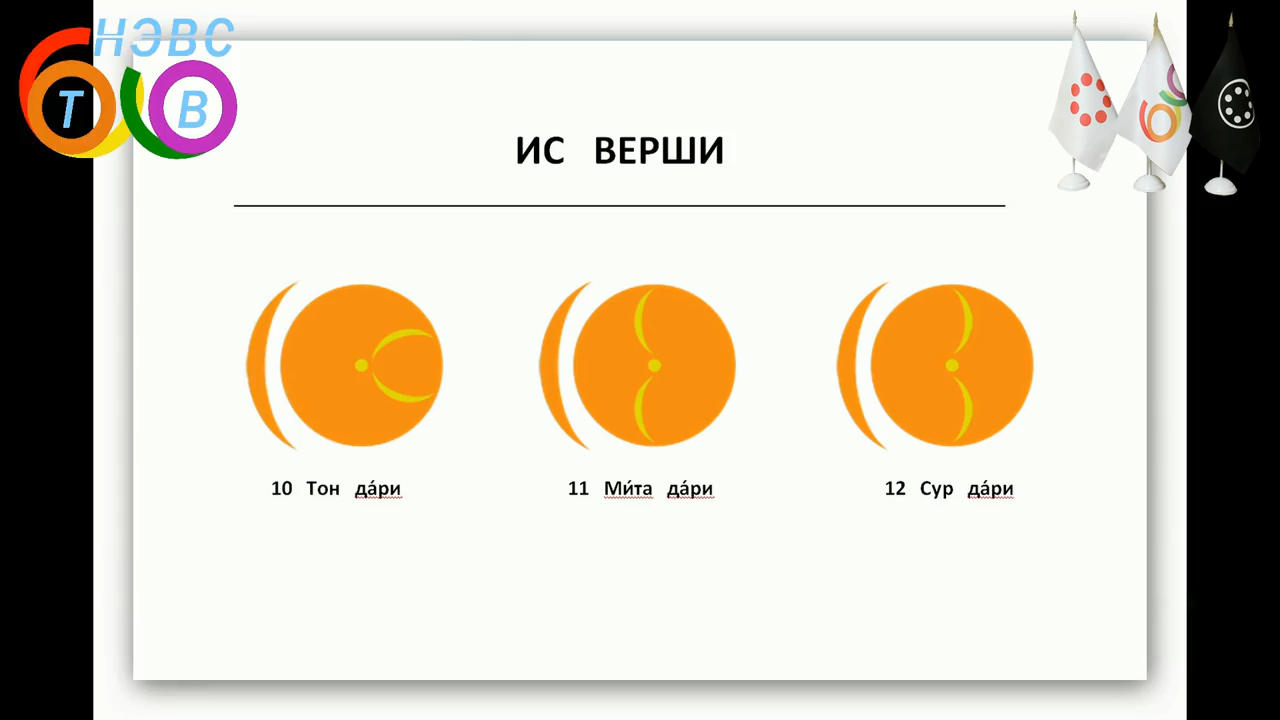 НЭВС
Т В
ИС ВЕРШИ
10 Тон да́ри
11 Ми́та да́ри
12 Сур да́ри